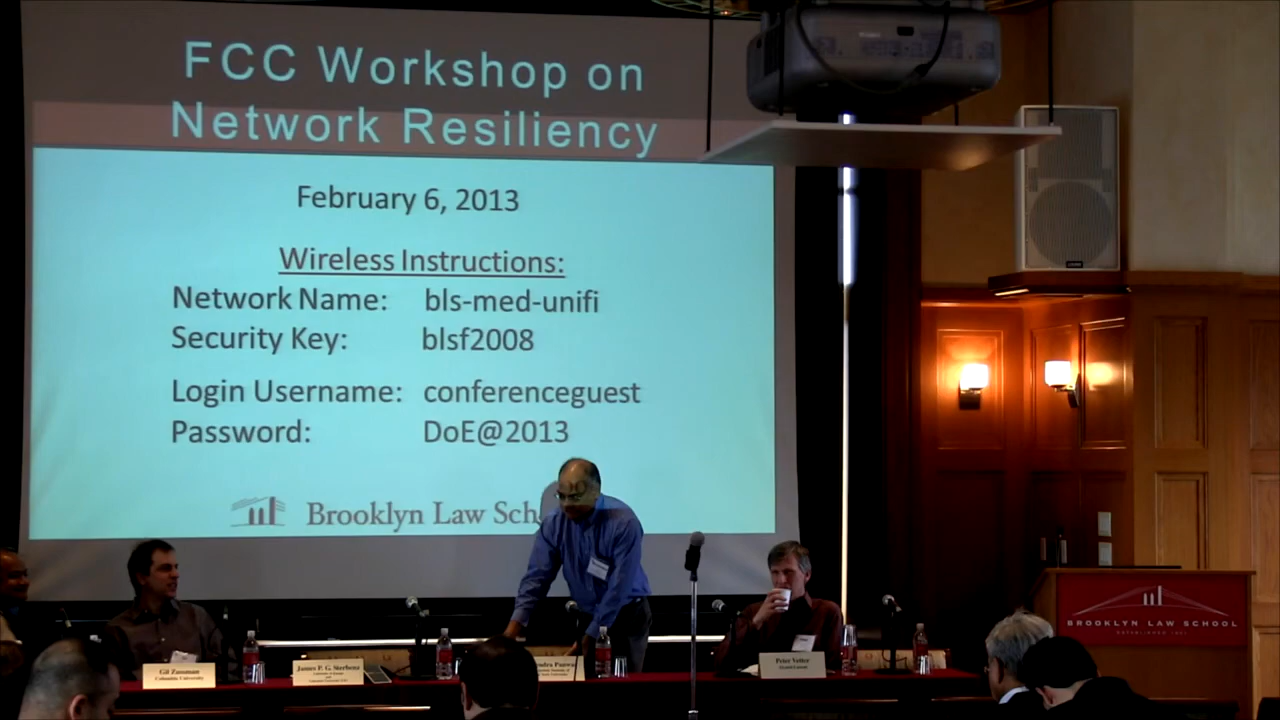 FCC Workshop on
Network Resiliency
February 6, 2013
Wireless Instructions:
Network Name: bls-med-unifi
Security Key: blsf2008
Login Username: conferenceguest
Password: DoE@2013
Brooklyn Law Sch
Gil Zussman
Columbia University
James P. G. Sterbenz
Peter Vetter
BROOKLYN LAW SCHOOL